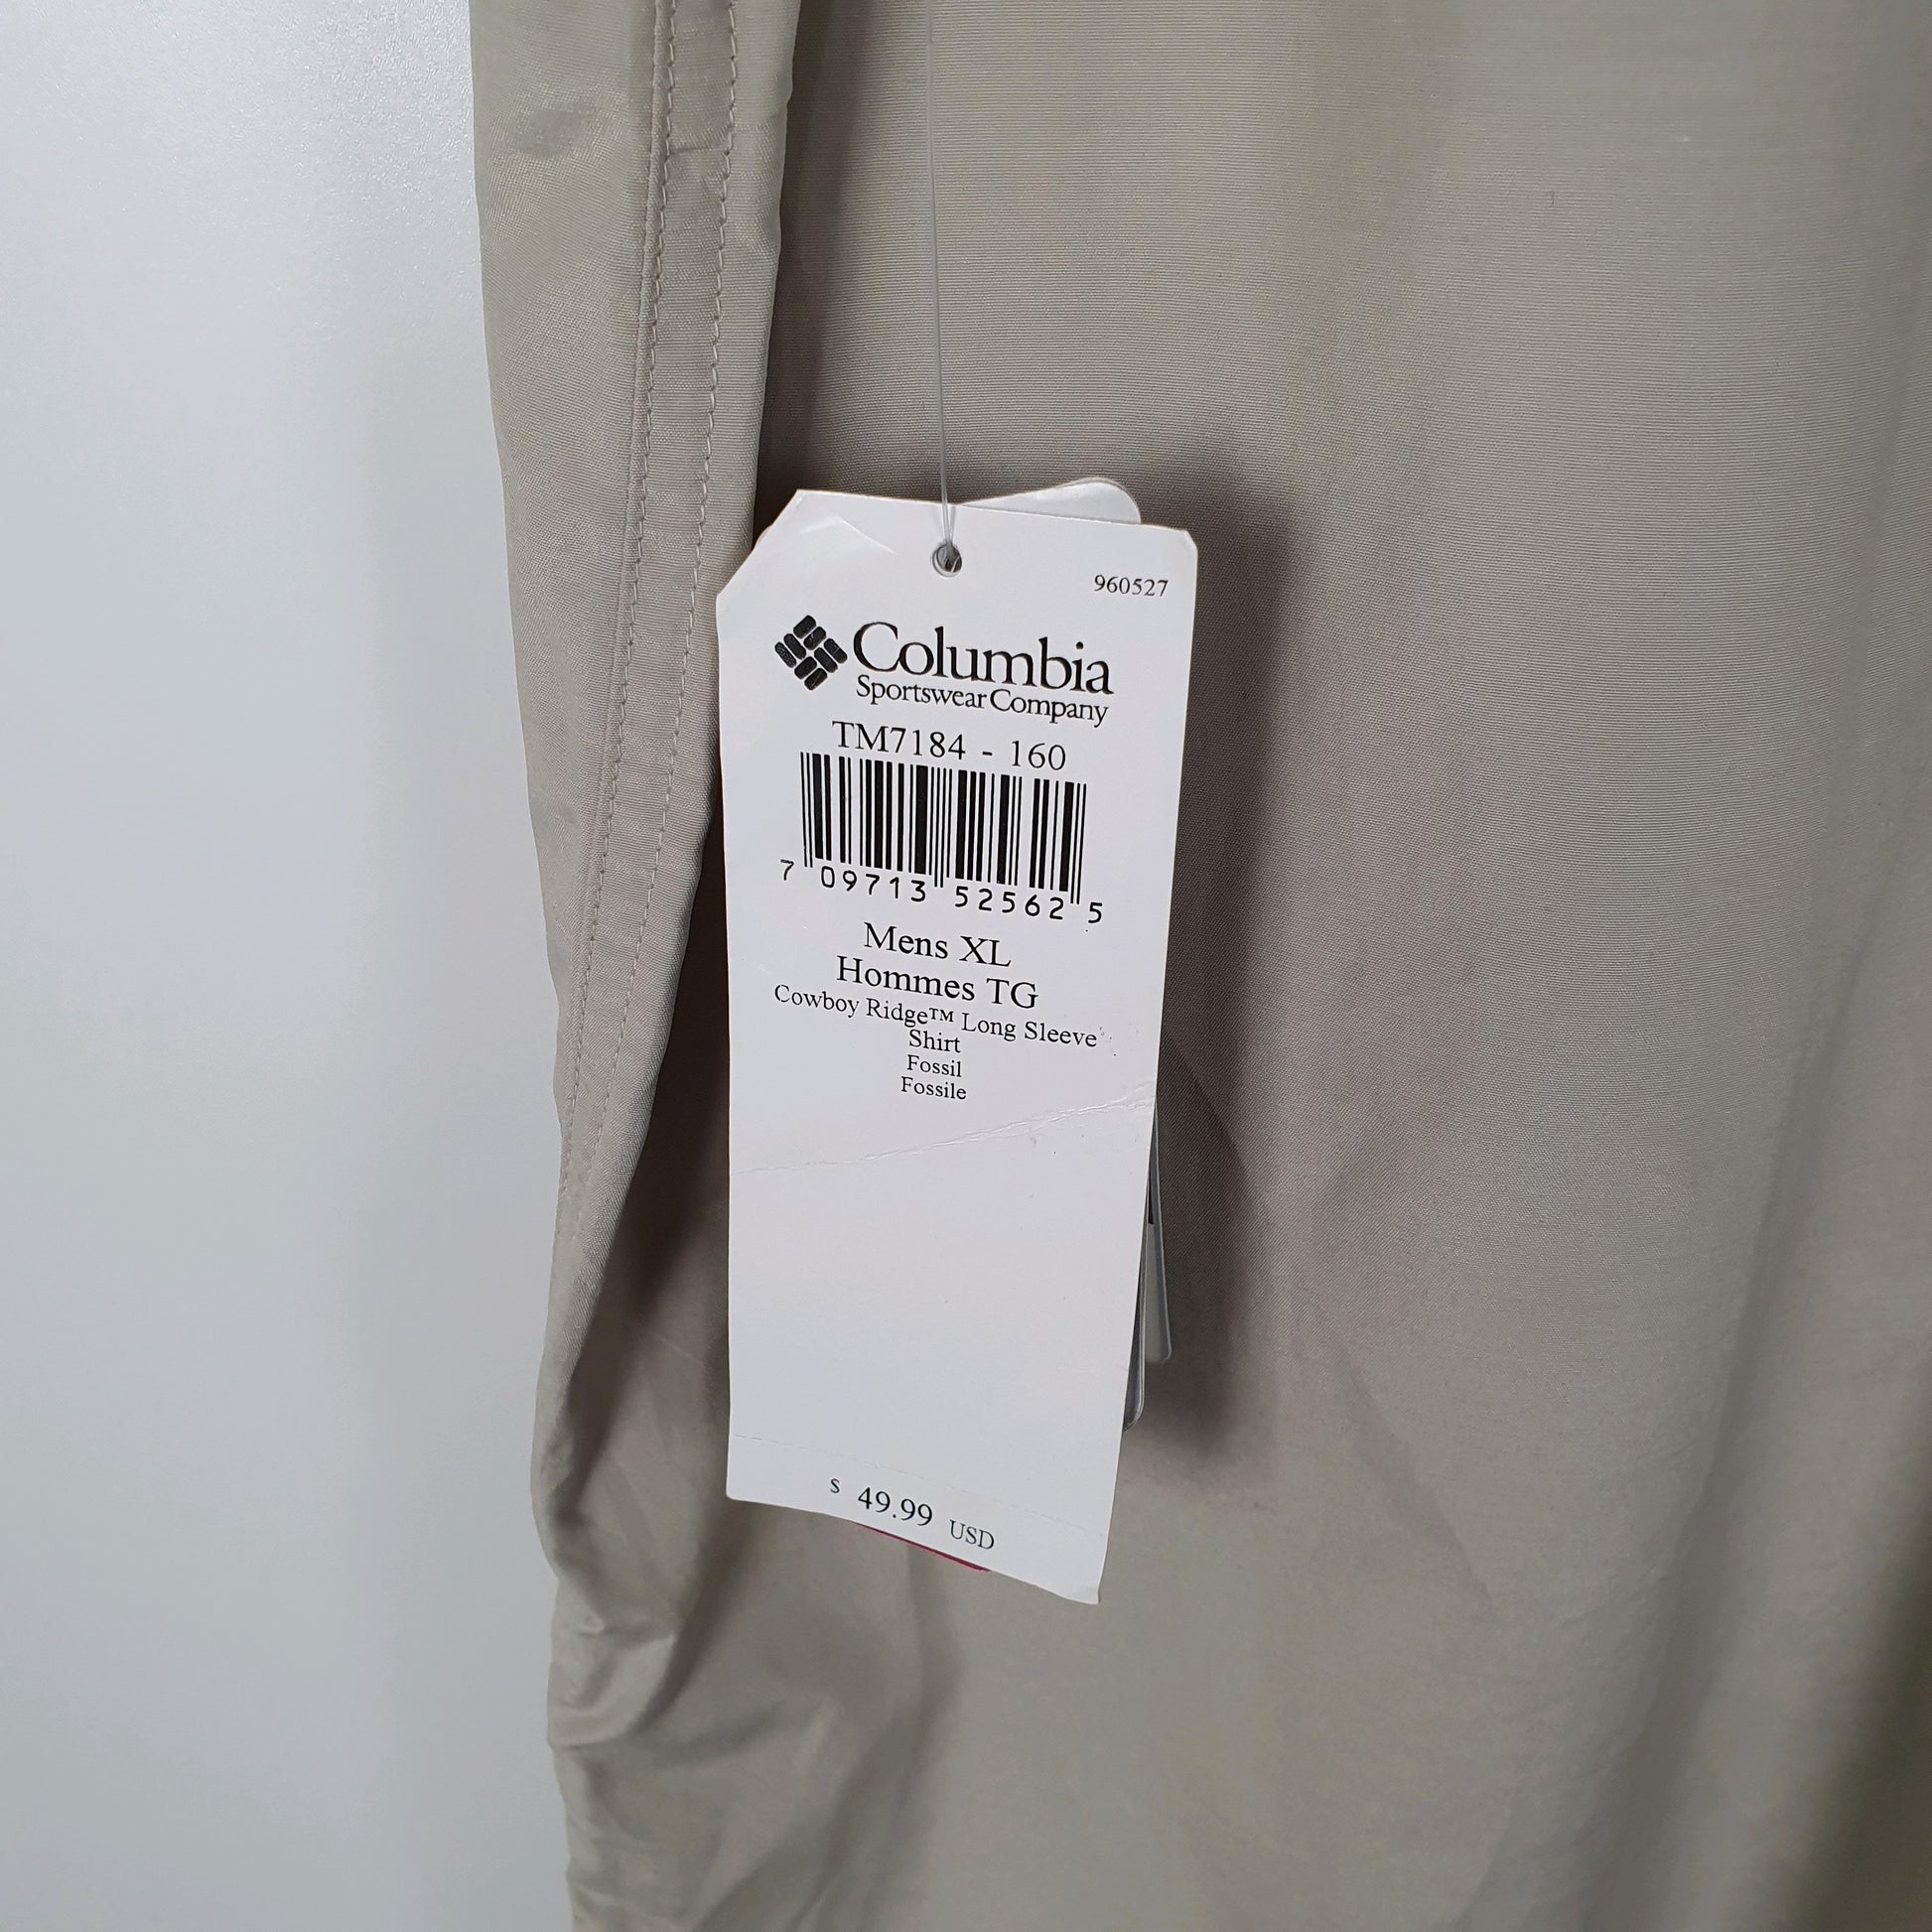 960527
Columbia
Sportswear Company
TM7184 - 160
7 09713 52562 5
Mens XL
Hommes TG
Cowboy Ridge™ Long Sleeve
Shirt
Fossil
Fossile
$ 49.99 USD